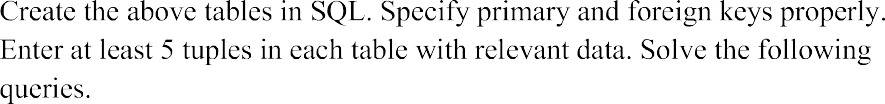 Create the above tables in SQL. Specify primary and foreign keys properly.
Enter at least 5 tuples in each table with relevant data. Solve the following
queries.